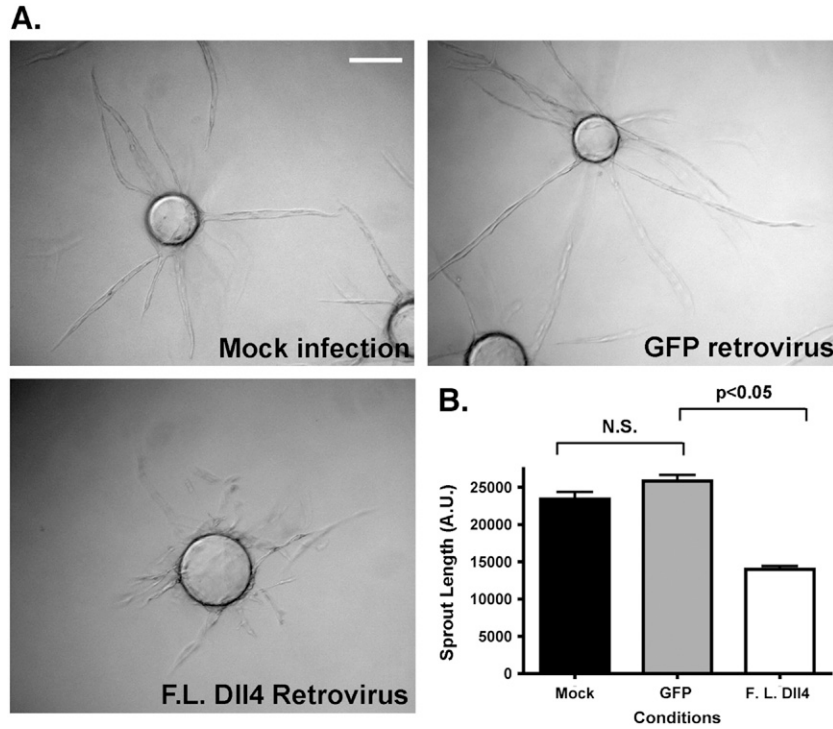 A.
Mock infection
GFP retrovirus
F.L. Dll4 Retrovirus
B.
p<0.05
N.S.
Sprout Length (A.U.)
25000
20000
15000
10000
5000
0
Mock
GFP
F. L. Dll4
Conditions